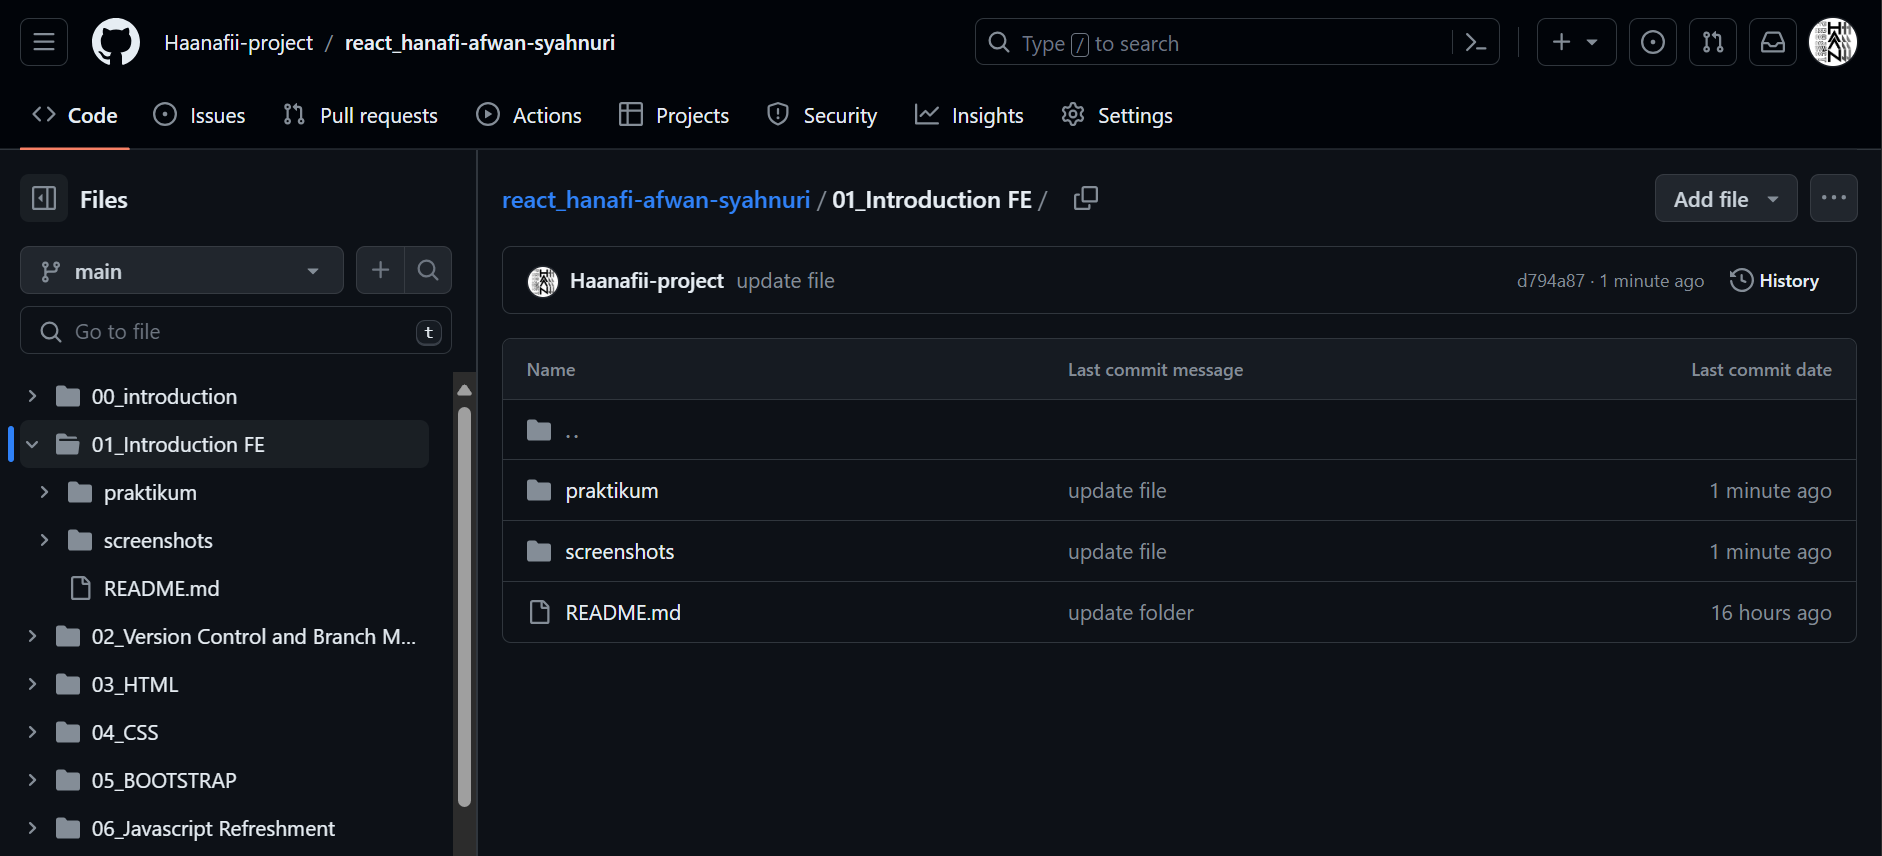 Haanafii-project / react_hanafi-afwan-syahnuri
Type / to search
Code Issues Pull requests Actions Projects Security Insights Settings
Files
main
Go to file t
00_introduction
01_Introduction FE
praktikum
screenshots
README.md
02_Version Control and Branch M...
03_HTML
04_CSS
05_BOOTSTRAP
06_Javascript Refreshment
react_hanafi-afwan-syahnuri / 01_Introduction FE /
Add file
Haanafii-project update file d794a87 · 1 minute ago History
Name Last commit message Last commit date
..
praktikum update file 1 minute ago
screenshots update file 1 minute ago
README.md update folder 16 hours ago